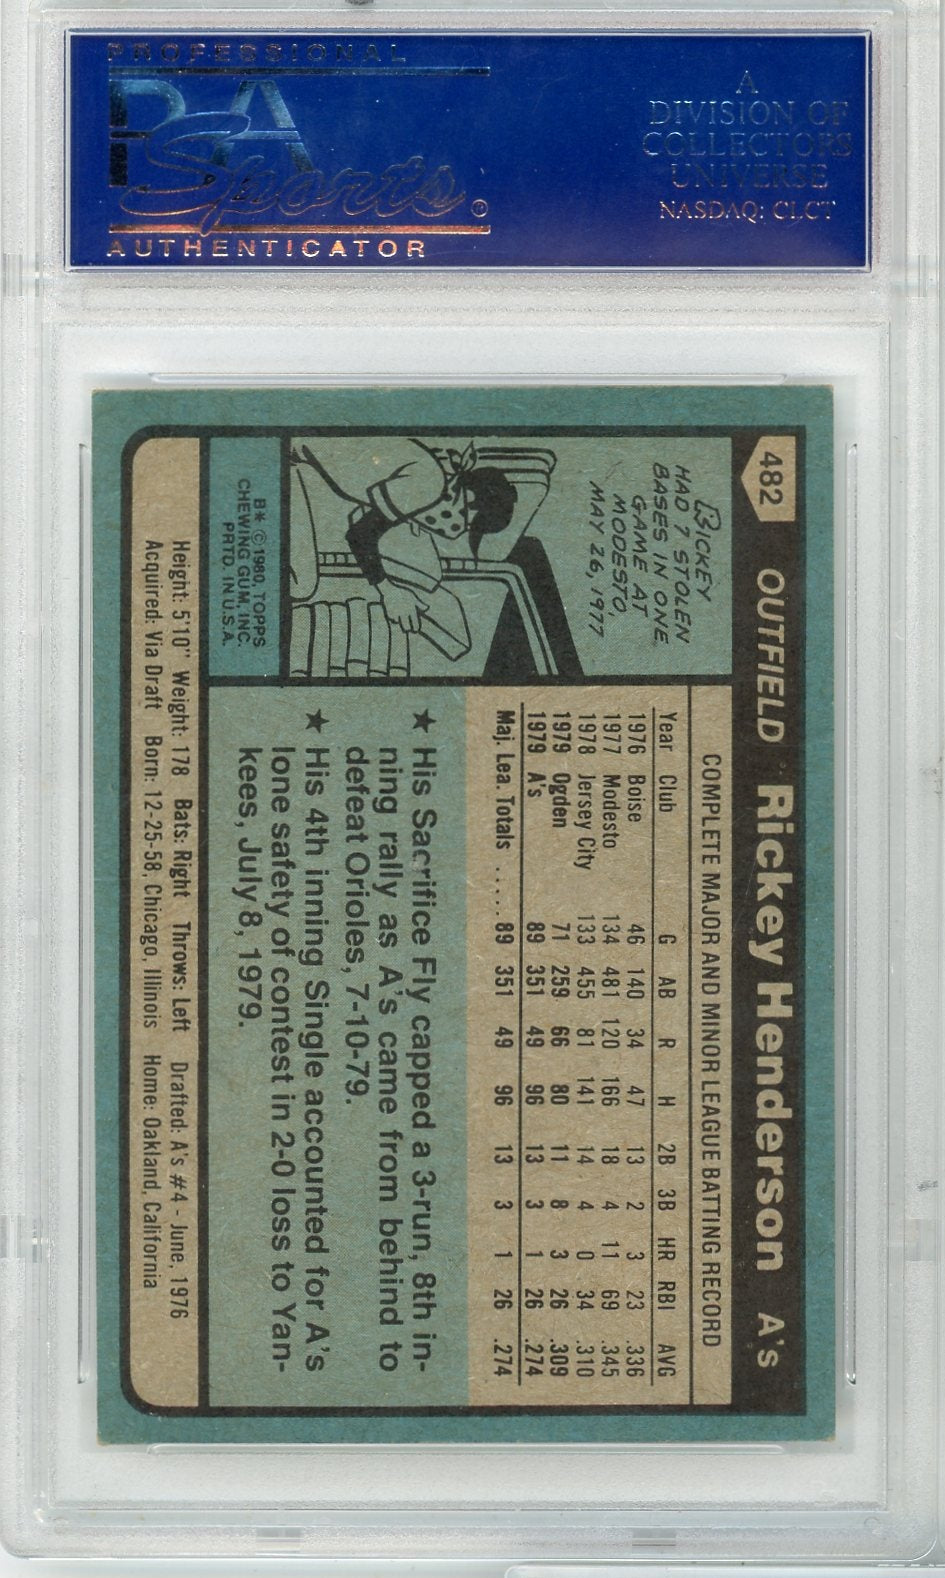 PROFESSIONAL
PSA
Sports®
AUTHENTICATOR
A
DIVISION OF
COLLECTORS
UNIVERSE
NASDAQ: CLCT
482 OUTFIELD Rickey Henderson A's
RICKEY
HAD 7 STOLEN
BASES IN ONE
GAME AT
MODESTO,
MAY 26, 1977
B* © 1980, TOPPS
CHEWING GUM, INC.
PRTD. IN U.S.A.
COMPLETE MAJOR AND MINOR LEAGUE BATTING RECORD
Year Club G AB R H 2B 3B HR RBI AVG
1976 Boise 46 140 34 47 13 2 3 23 .336
1977 Modesto 134 481 120 166 18 4 11 69 .345
1978 Jersey City 133 455 81 141 14 4 0 34 .310
1979 Ogden 71 259 66 80 11 8 3 26 .309
1979 A's 89 351 49 96 13 3 1 26 .274
Maj. Lea. Totals ..... 89 351 49 96 13 3 1 26 .274
★ His Sacrifice Fly capped a 3-run, 8th in-
ning rally as A's came from behind to
defeat Orioles, 7-10-79.
★ His 4th inning Single accounted for A's
lone safety of contest in 2-0 loss to Yan-
kees, July 8, 1979.
Height: 5'10" Weight: 178 Bats: Right Throws: Left Drafted: A's #4 - June, 1976
Acquired: Via Draft Born: 12-25-58, Chicago, Illinois Home: Oakland, California